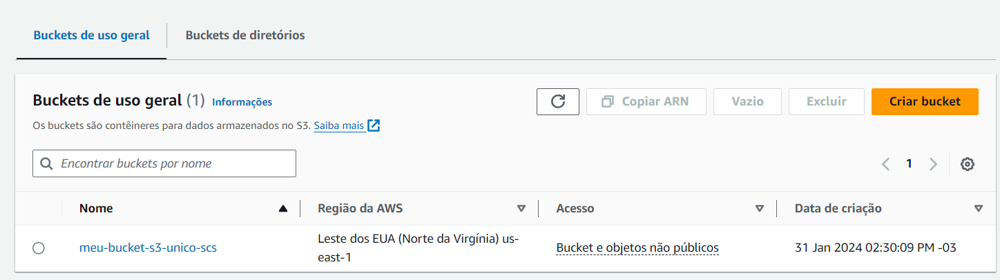 Buckets de uso geral
Buckets de diretórios
Buckets de uso geral (1) Informações
Copiar ARN
Vazio
Excluir
Criar bucket
Os buckets são contêineres para dados armazenados no S3. Saiba mais
Encontrar buckets por nome
1
Nome
Região da AWS
Acesso
Data de criação
meu-bucket-s3-unico-scs
Leste dos EUA (Norte da Virgínia) us-
east-1
Bucket e objetos não públicos
31 Jan 2024 02:30:09 PM -03